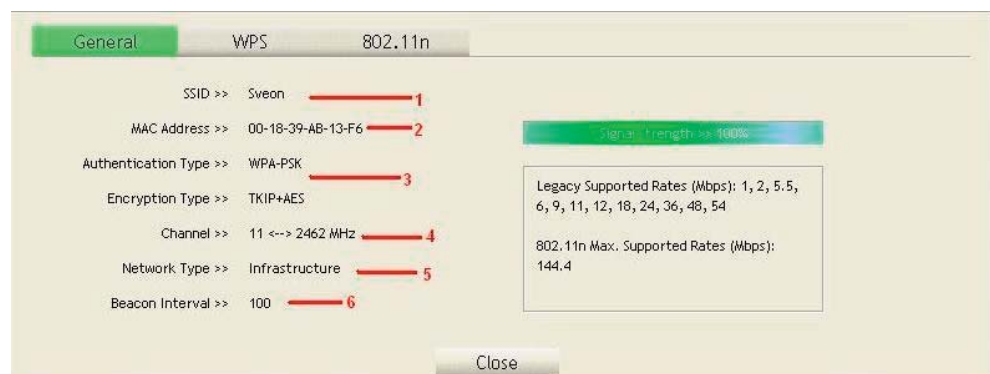 General WPS 802.11n
SSID >> Sveon 1
MAC Address >> 00-18-39-AB-13-F6 2
Authentication Type >> WPA-PSK
3
Encryption Type >> TKIP+AES
Channel >> 11 <--> 2462 MHz 4
Network Type >> Infrastructure 5
Beacon Interval >> 100 6
Signal Strength >> 100%
Legacy Supported Rates (Mbps): 1, 2, 5.5,
6, 9, 11, 12, 18, 24, 36, 48, 54
802.11n Max. Supported Rates (Mbps):
144.4
Close